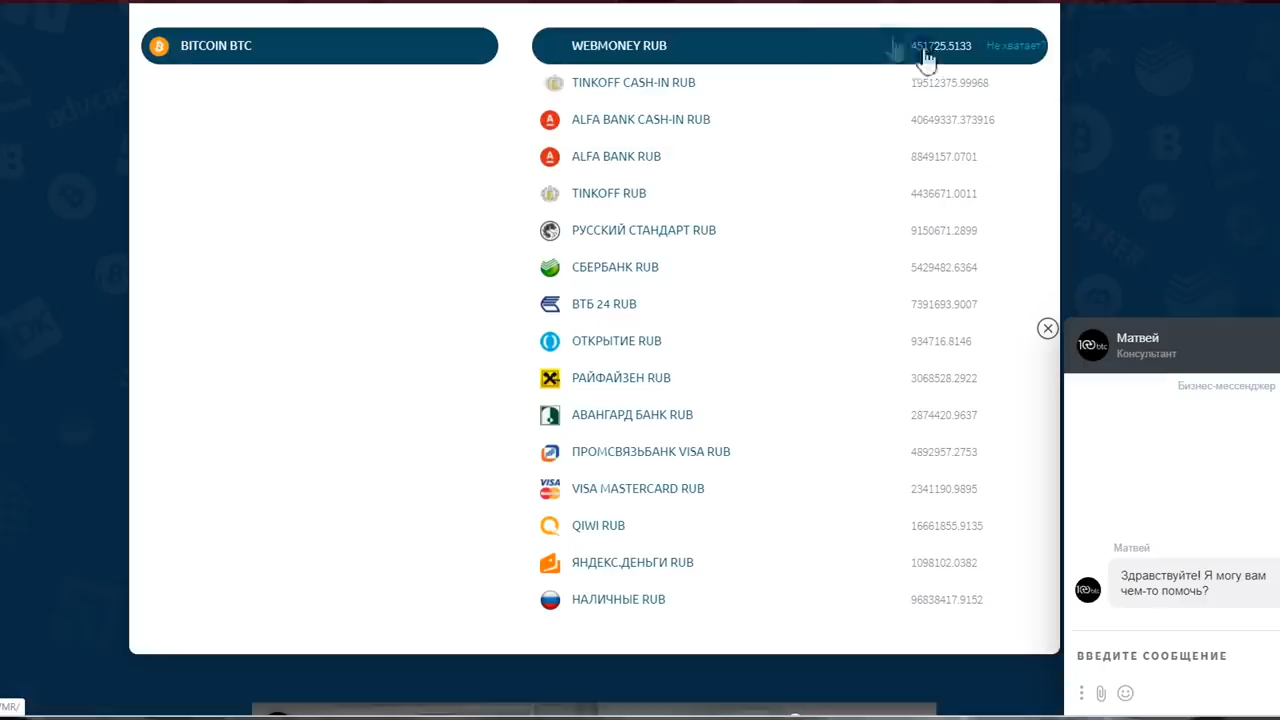 BITCOIN BTC
WEBMONEY RUB 451725.5133 Не хватает?
TINKOFF CASH-IN RUB 19512375.99968
ALFA BANK CASH-IN RUB 40649337.373916
ALFA BANK RUB 8849157.0701
TINKOFF RUB 4436671.0011
РУССКИЙ СТАНДАРТ RUB 9150671.2899
СБЕРБАНК RUB 5429482.6364
ВТБ 24 RUB 7391693.9007
ОТКРЫТИЕ RUB 934716.8146
РАЙФАЙЗЕН RUB 3068528.2922
АВАНГАРД БАНК RUB 2874420.9637
ПРОМСВЯЗЬБАНК VISA RUB 4892957.2753
VISA MASTERCARD RUB 2341190.9895
QIWI RUB 16661855.9135
ЯНДЕКС.ДЕНЬГИ RUB 1098102.0382
НАЛИЧНЫЕ RUB 96838417.9152
Матвей
Консультант
Бизнес-мессенджер
Матвей
Здравствуйте! Я могу вам
чем-то помочь?
ВВЕДИТЕ СООБЩЕНИЕ
/MR/